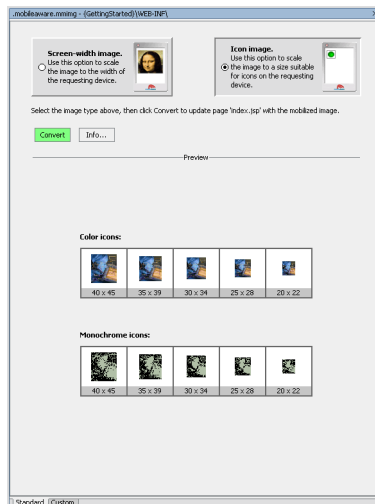 .mobileaware.mmimg - {GettingStarted}\WEB-INF\
Screen-width image.
Use this option to scale
the image to the width of
the requesting device.
Icon image.
Use this option to scale
the image to a size suitable
for icons on the requesting
device.
Select the image type above, then click Convert to update page 'index.jsp' with the mobilized image.
Convert Info...
Preview
Color icons:
40 x 45 35 x 39 30 x 34 25 x 28 20 x 22
Monochrome icons:
40 x 45 35 x 39 30 x 34 25 x 28 20 x 22
Standard Custom